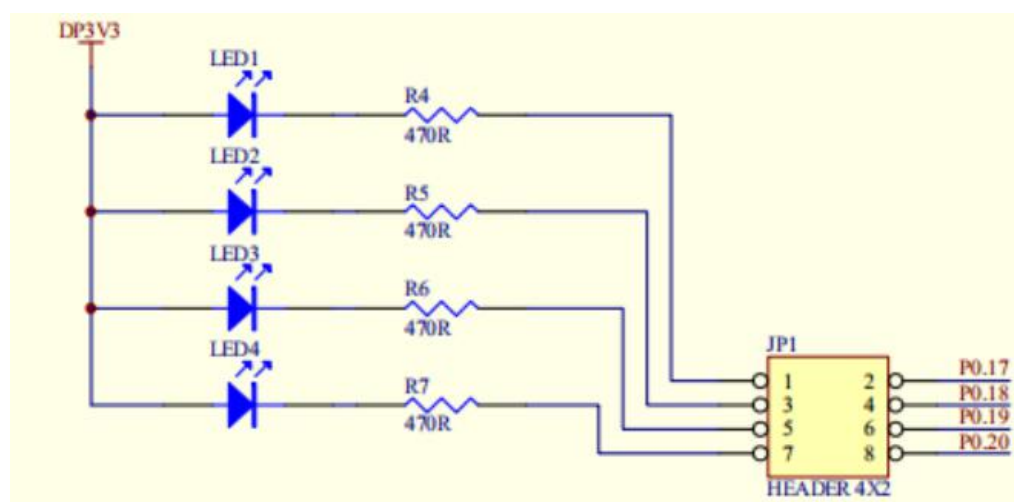 DP3V3
LED1
R4
470R
LED2
R5
470R
LED3
R6
470R
LED4
R7
470R
JP1
1 2 P0.17
3 4 P0.18
5 6 P0.19
7 8 P0.20
HEADER 4X2